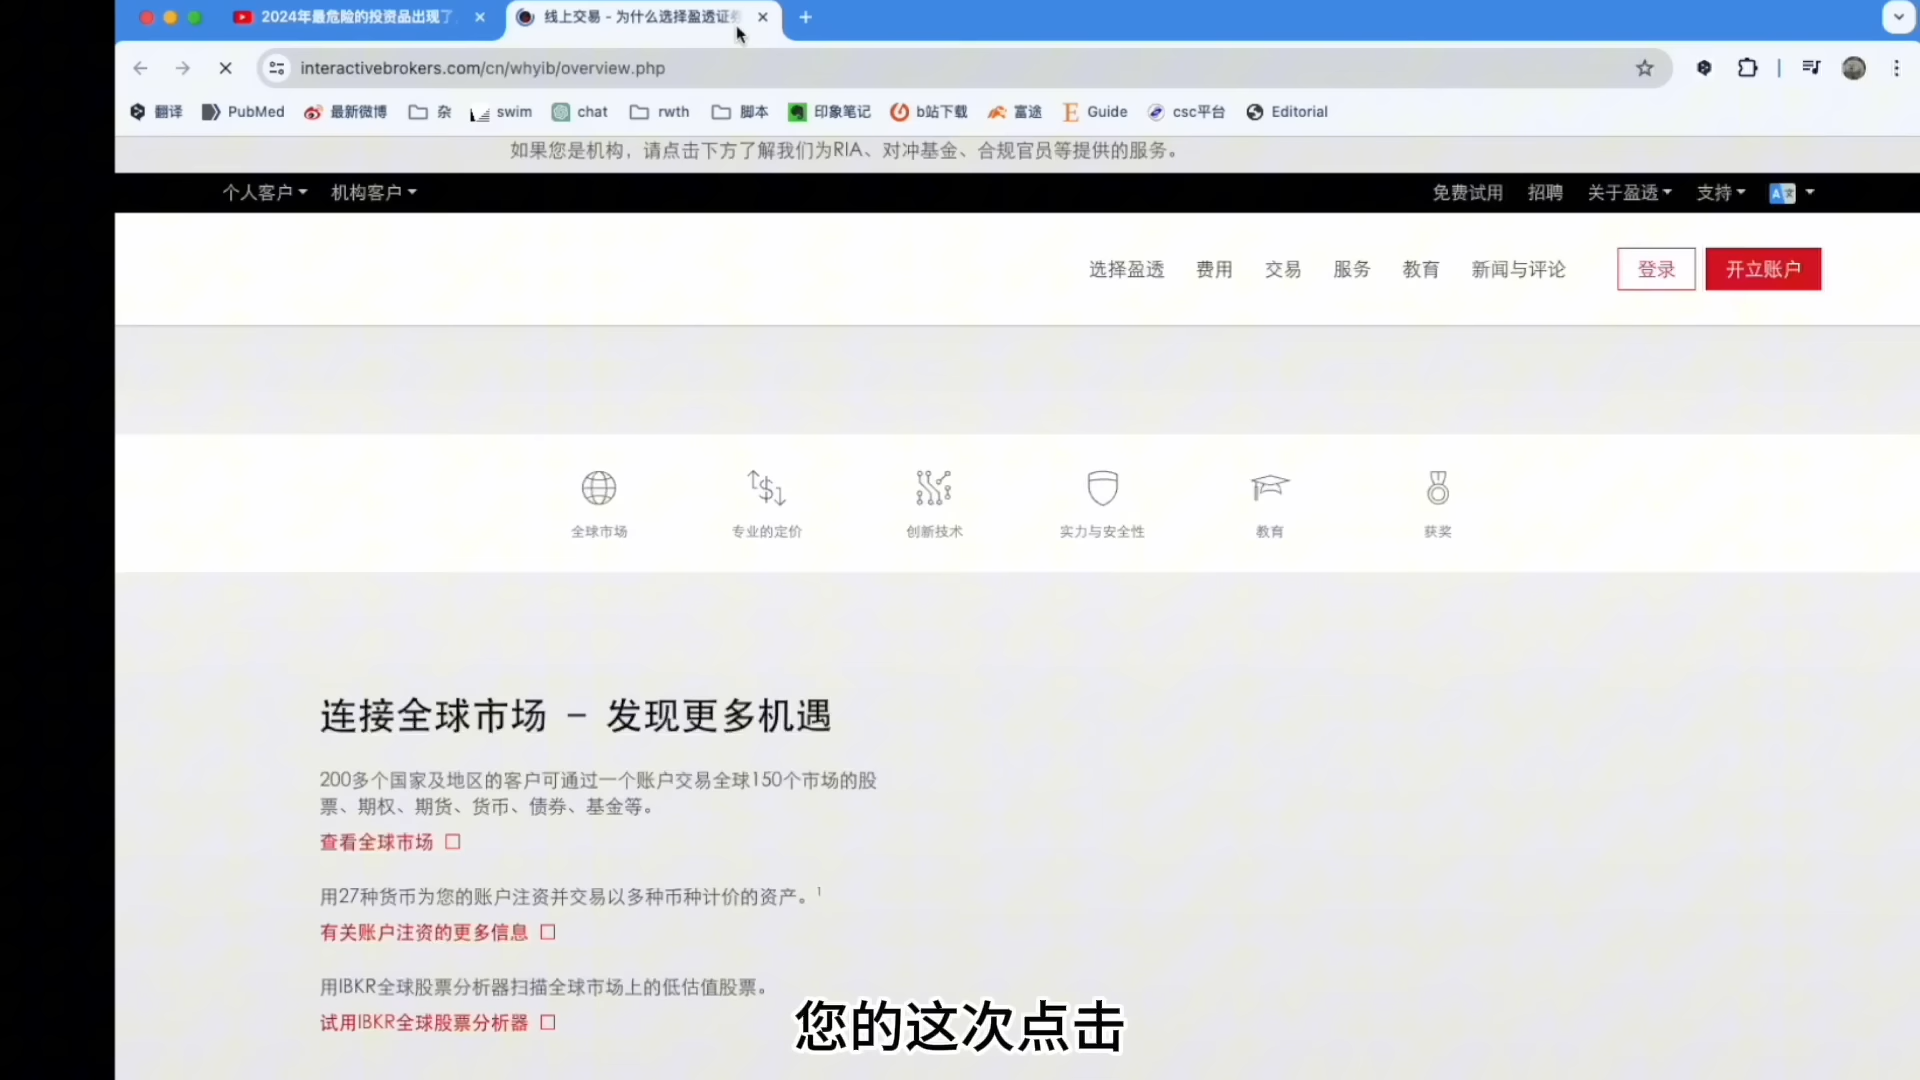 2024年最危险的投资品出现了
线上交易 - 为什么选择盈透证券
interactivebrokers.com/cn/whyib/overview.php
翻译 PubMed 最新微博 杂 swim chat rwth 脚本 印象笔记 b站下载 富途 Guide csc平台 Editorial
如果您是机构，请点击下方了解我们为RIA、对冲基金、合规官员等提供的服务。
个人客户 机构客户 免费试用 招聘 关于盈透 支持
选择盈透 费用 交易 服务 教育 新闻与评论 登录 开立账户
全球市场 专业的定价 创新技术 实力与安全性 教育 获奖
连接全球市场 – 发现更多机遇
200多个国家及地区的客户可通过一个账户交易全球150个市场的股
票、期权、期货、货币、债券、基金等。
查看全球市场
用27种货币为您的账户注资并交易以多种币种计价的资产。1
有关账户注资的更多信息
用IBKR全球股票分析器扫描全球市场上的低估值股票。
试用IBKR全球股票分析器
您的这次点击